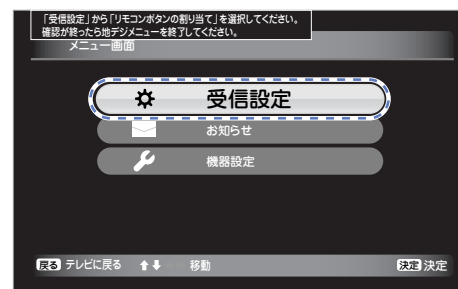 「受信設定」から「リモコンボタンの割り当て」を選択してください。
確認が終ったら地デジメニューを終了してください。
メニュー画面
受信設定
お知らせ
機器設定
戻る テレビに戻る ⬆⬇ 移動 決定 決定